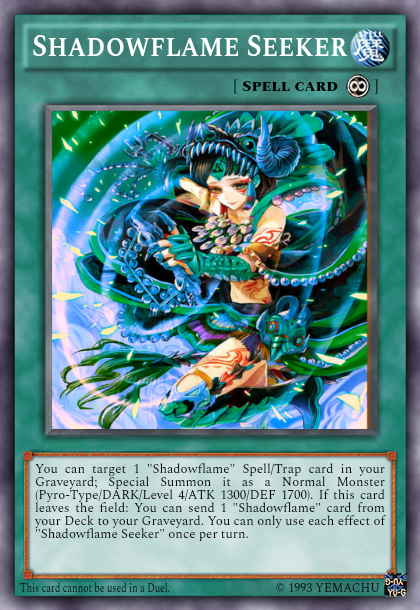 Shadowflame Seeker 魔
[ SPELL CARD ]
You can target 1 "Shadowflame" Spell/Trap card in your
Graveyard; Special Summon it as a Normal Monster
(Pyro-Type/DARK/Level 4/ATK 1300/DEF 1700). If this card
leaves the field: You can send 1 "Shadowflame" card from
your Deck to your Graveyard. You can only use each effect of
"Shadowflame Seeker" once per turn.
This card cannot be used in a Duel. © 1993 YEMACHU